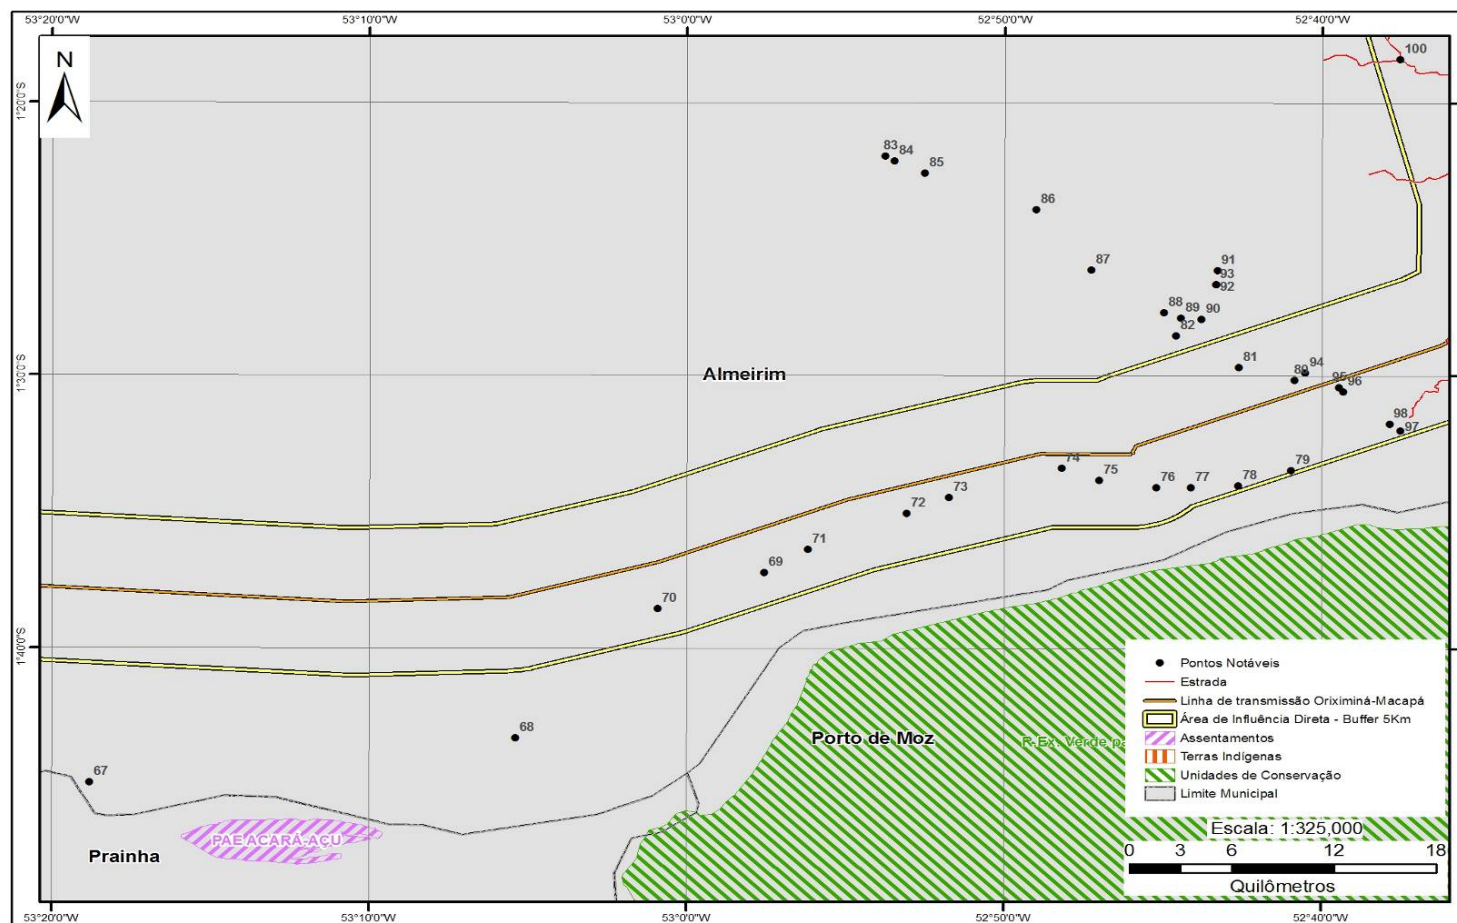 53°20'0"W 53°10'0"W 53°0'0"W 52°50'0"W 52°40'0"W
N
100
1°20'0"S
83 84
85
86
87
91
93
92
88 89 90
82
81
Almeirim
94
80
1°30'0"S
95 96
98
97
74
75
76 77 78 79
73
72
71
69
70
1°40'0"S
68
67
Porto de Moz
R.Ex. Verde pa
Pontos Notáveis
Estrada
Linha de transmissão Oriximiná-Macapá
Área de Influência Direta - Buffer 5Km
Assentamentos
Terras Indígenas
Unidades de Conservação
Limite Municipal
Escala: 1:325,000
0 3 6 12 18
Quilômetros
PAE ACARÁ-AÇU
Prainha
53°20'0"W 53°10'0"W 53°0'0"W 52°50'0"W 52°40'0"W